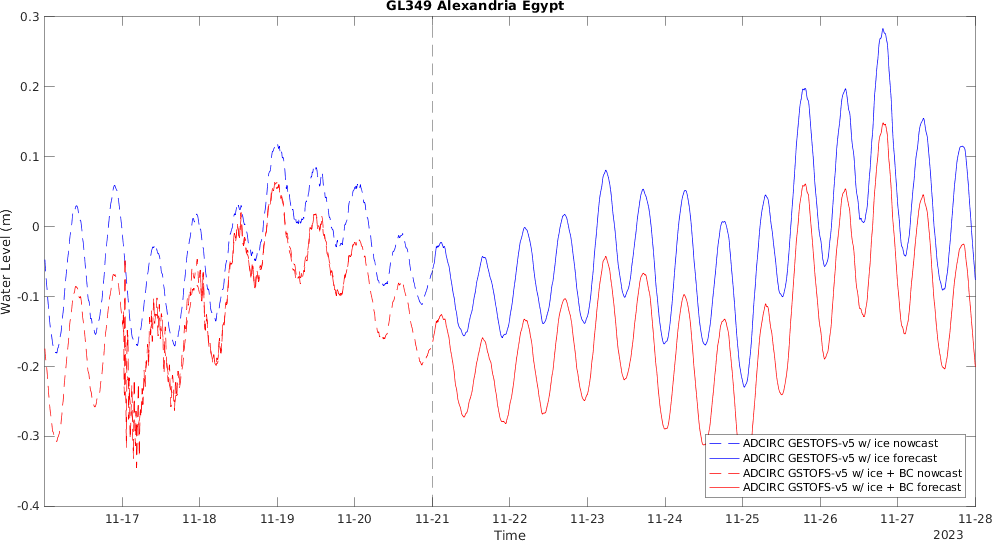 GL349 Alexandria Egypt
0.3
0.2
0.1
0
-0.1
-0.2
-0.3
-0.4
Water Level (m)
ADCIRC GESTOFS-v5 w/ ice nowcast
ADCIRC GESTOFS-v5 w/ ice forecast
ADCIRC GSTOFS-v5 w/ ice + BC nowcast
ADCIRC GSTOFS-v5 w/ ice + BC forecast
11-17 11-18 11-19 11-20 11-21 11-22 11-23 11-24 11-25 11-26 11-27 11-28
Time
2023